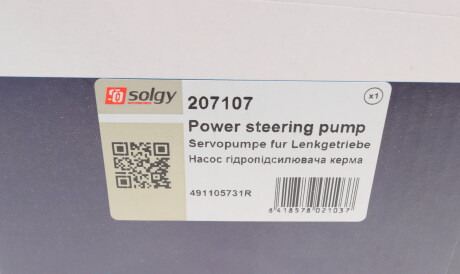 solgy
207107
x1
Power steering pump
Servopumpe fur Lenkgetriebe
Насос гідропідсилювача керма
491105731R
8418578021037